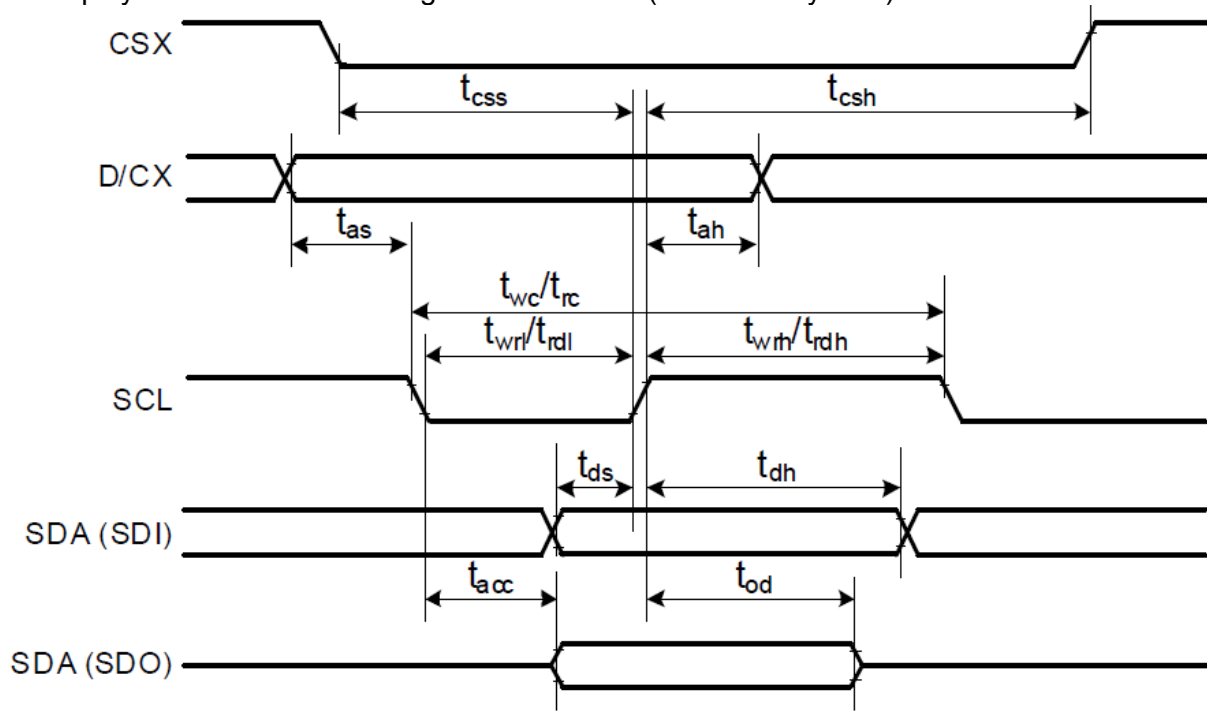 CSX
tcss
tcsh
D/CX
tas
tah
twc/trc
twrl/trdl
twrh/trdh
SCL
tds
tdh
SDA (SDI)
tacc
tod
SDA (SDO)